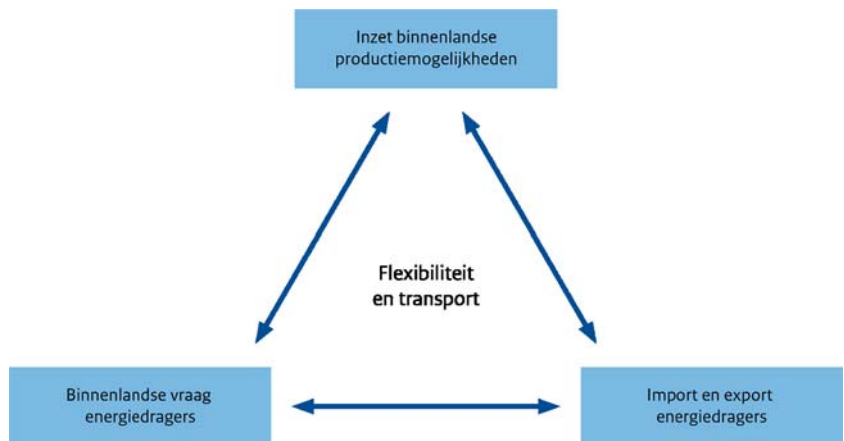 Inzet binnenlandse
productiemogelijkheden
Flexibiliteit
en transport
Binnenlandse vraag
energiedragers
Import en export
energiedragers